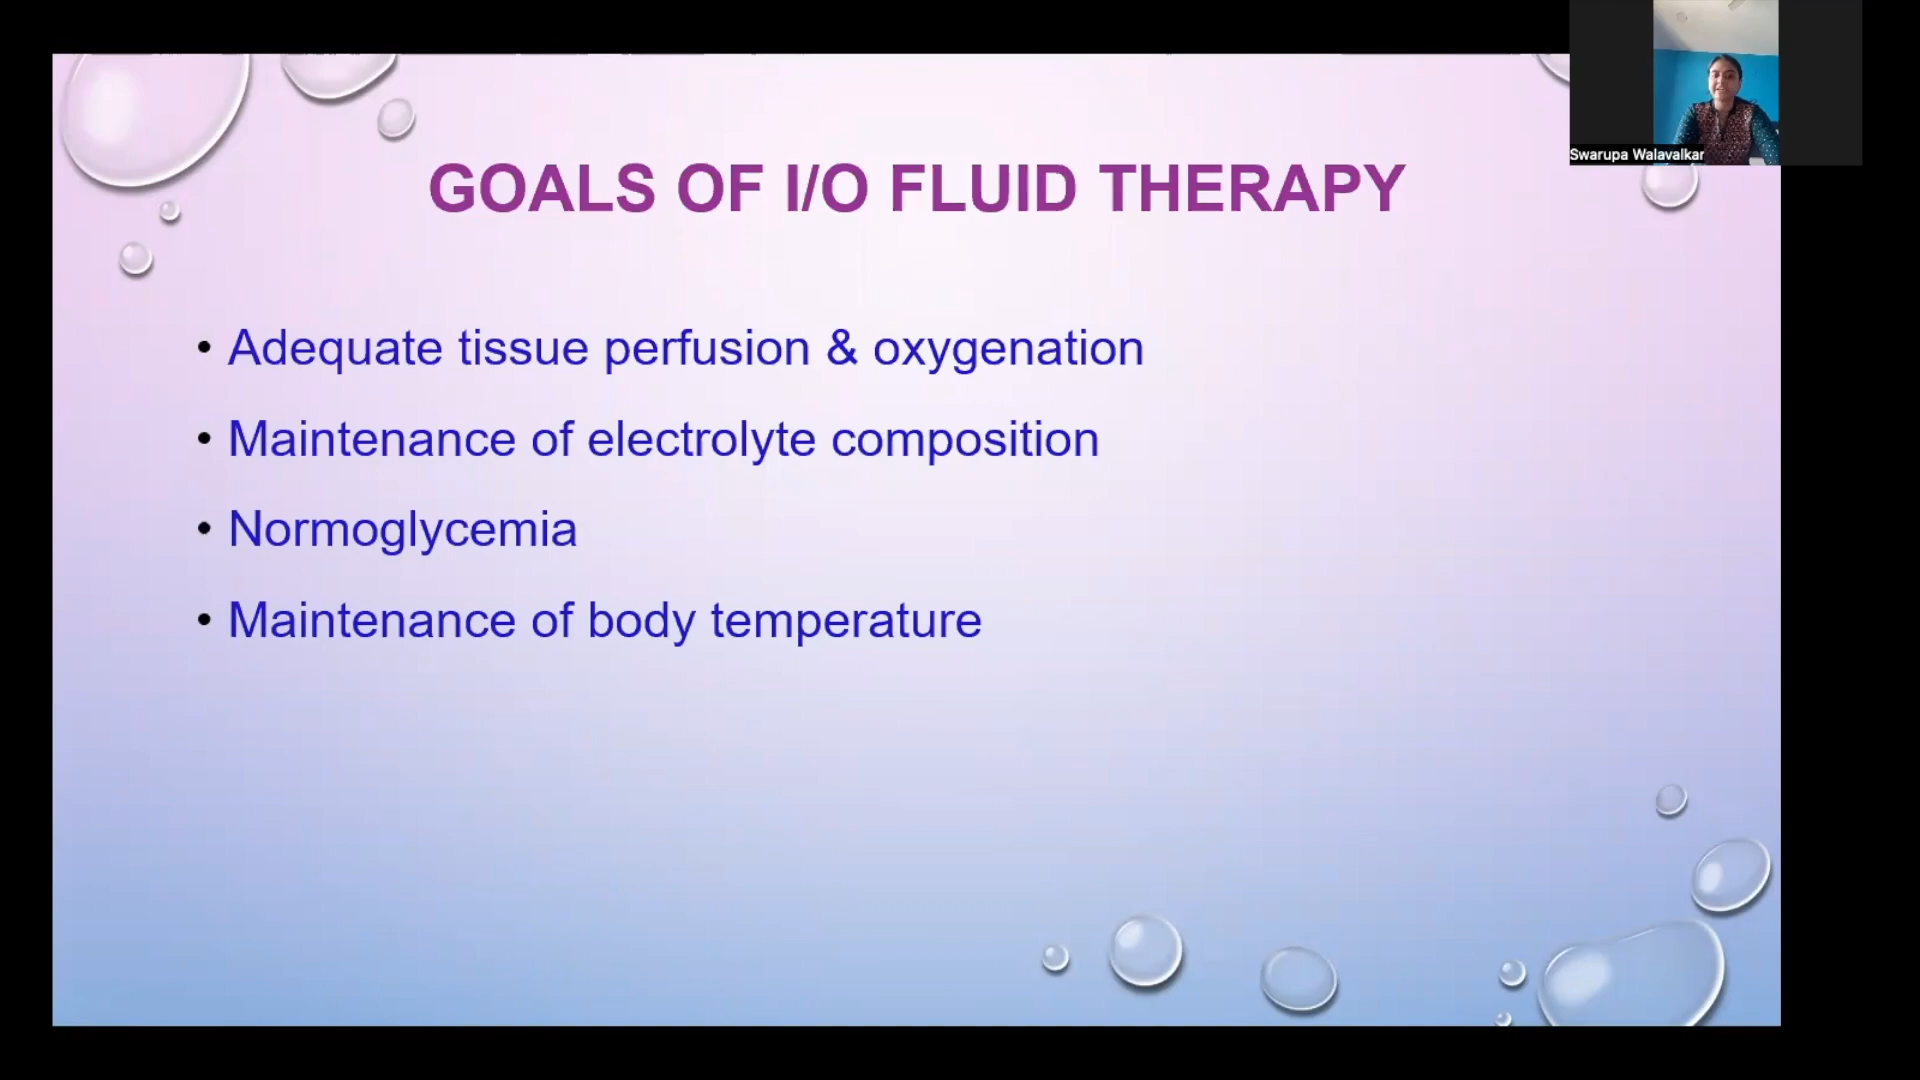 Swarupa Walavalkar
GOALS OF I/O FLUID THERAPY
• Adequate tissue perfusion & oxygenation
• Maintenance of electrolyte composition
• Normoglycemia
• Maintenance of body temperature